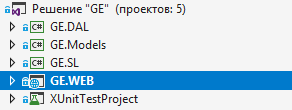 Решение "GE" (проектов: 5)
C# GE.DAL
C# GE.Models
C# GE.SL
GE.WEB
XUnitTestProject